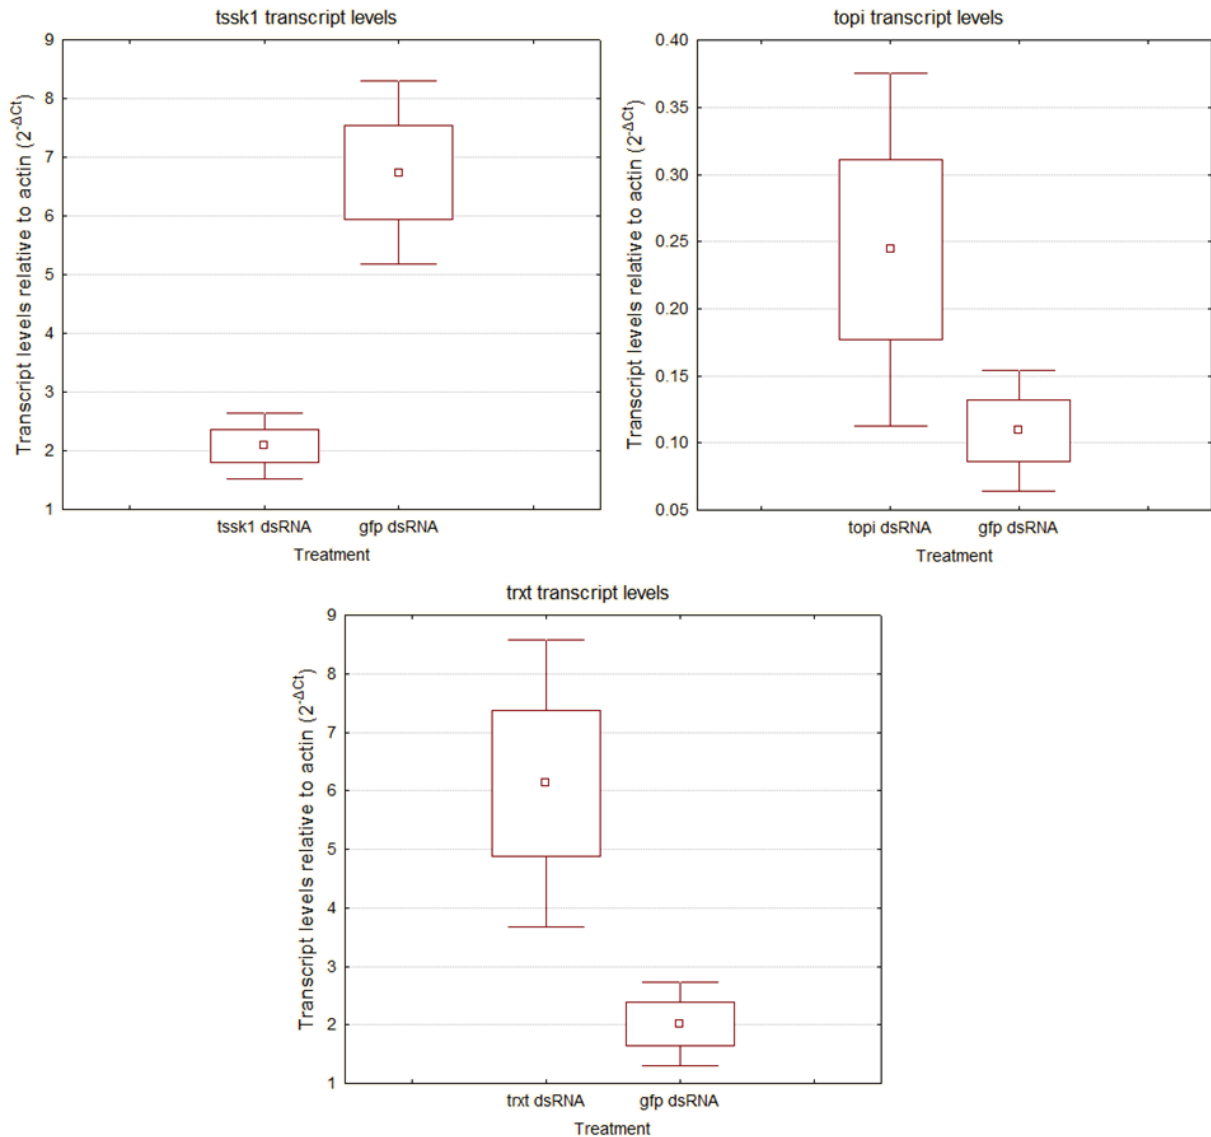 tssk1 transcript levels
Transcript levels relative to actin (2^-ΔCt)
9
8
7
6
5
4
3
2
1
tssk1 dsRNA gfp dsRNA
Treatment
topi transcript levels
Transcript levels relative to actin (2^-ΔCt)
0.40
0.35
0.30
0.25
0.20
0.15
0.10
0.05
topi dsRNA gfp dsRNA
Treatment
trxt transcript levels
Transcript levels relative to actin (2^-ΔCt)
9
8
7
6
5
4
3
2
1
trxt dsRNA gfp dsRNA
Treatment